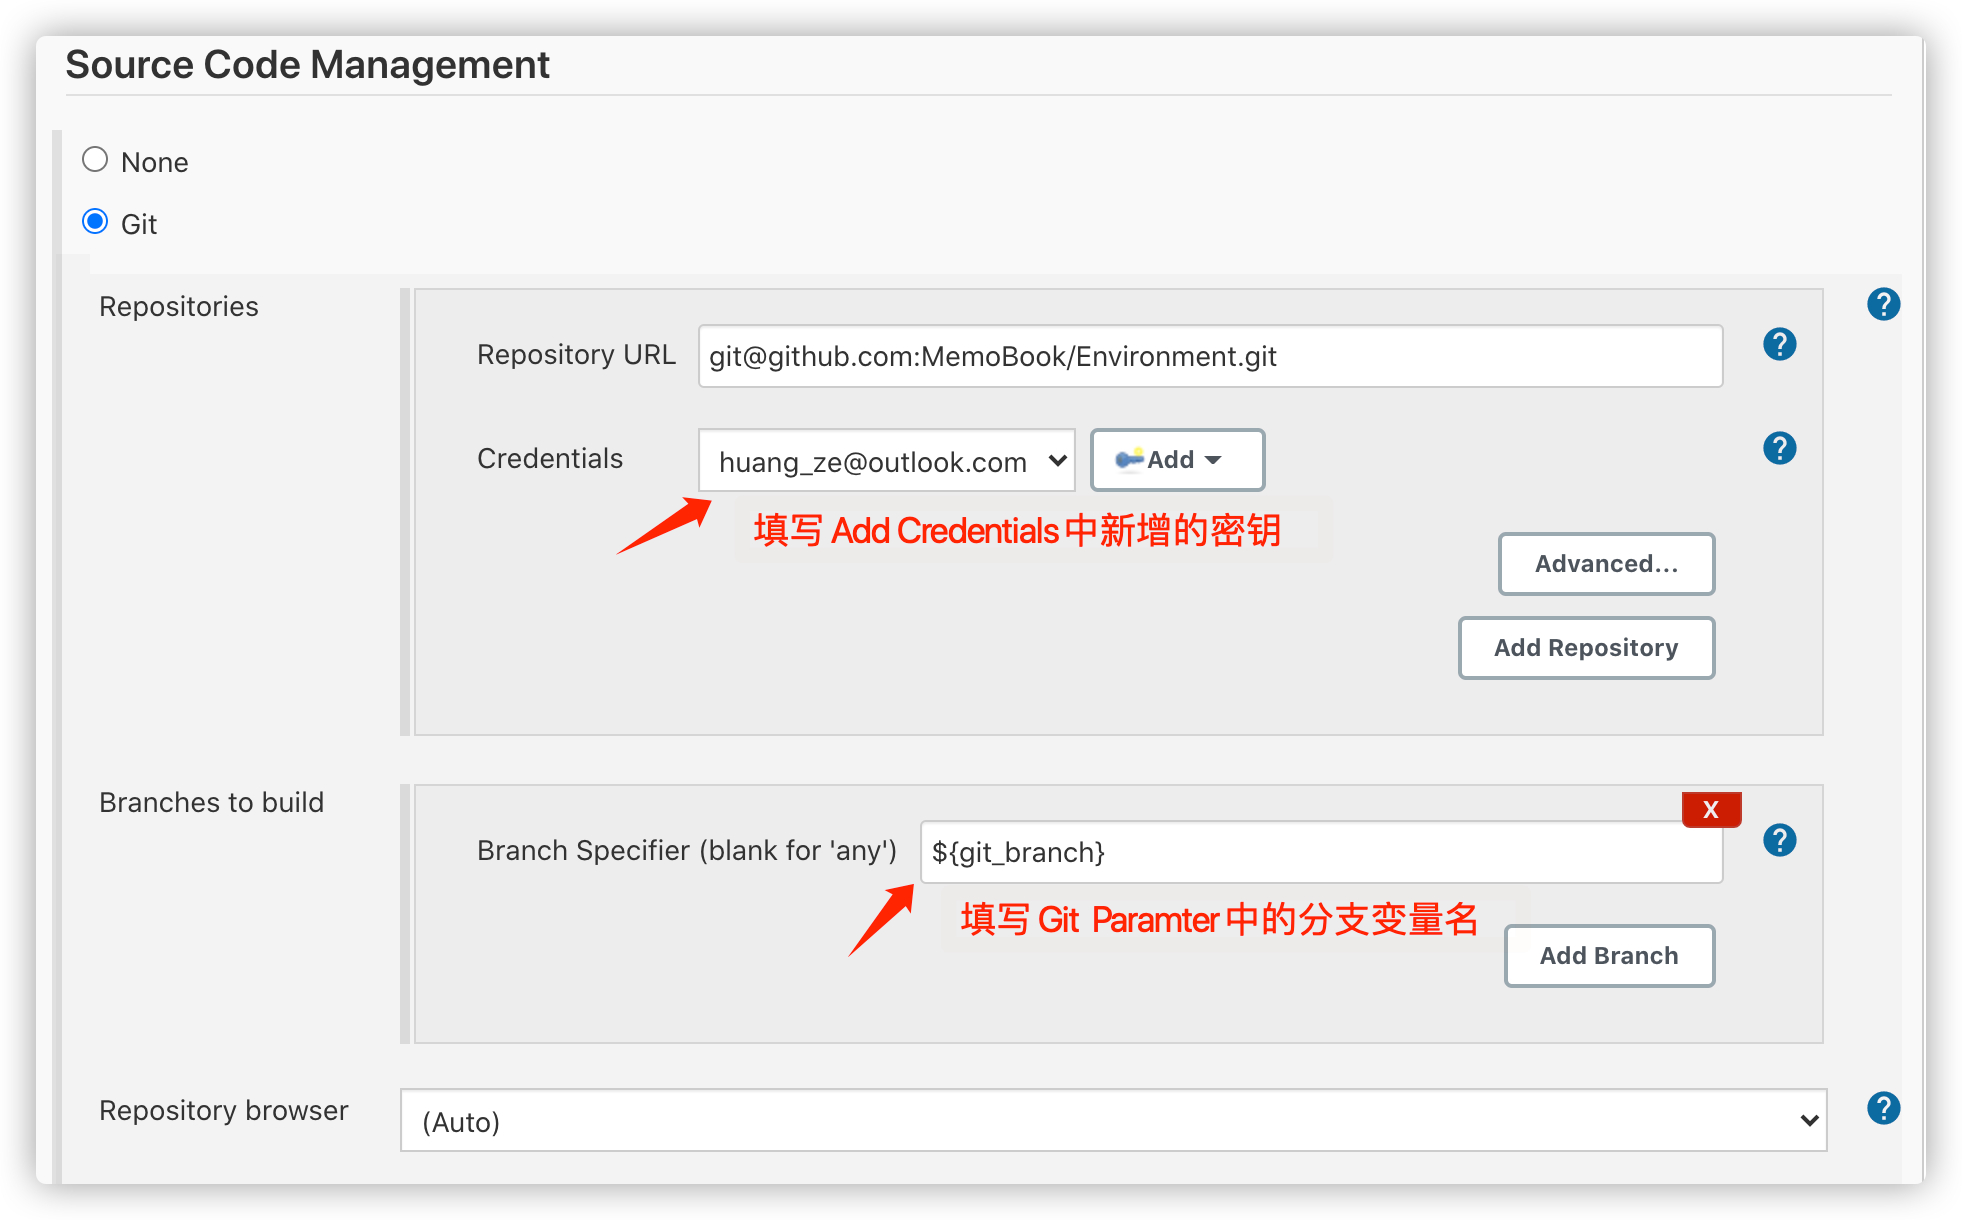 Source Code Management
None
Git
Repositories
?
Repository URL
git@github.com:MemoBook/Environment.git
?
Credentials
huang_ze@outlook.com
Add
?
填写 Add Credentials 中新增的密钥
Advanced...
Add Repository
Branches to build
X
Branch Specifier (blank for 'any')
${git_branch}
?
填写 Git Paramter 中的分支变量名
Add Branch
Repository browser
(Auto)
?